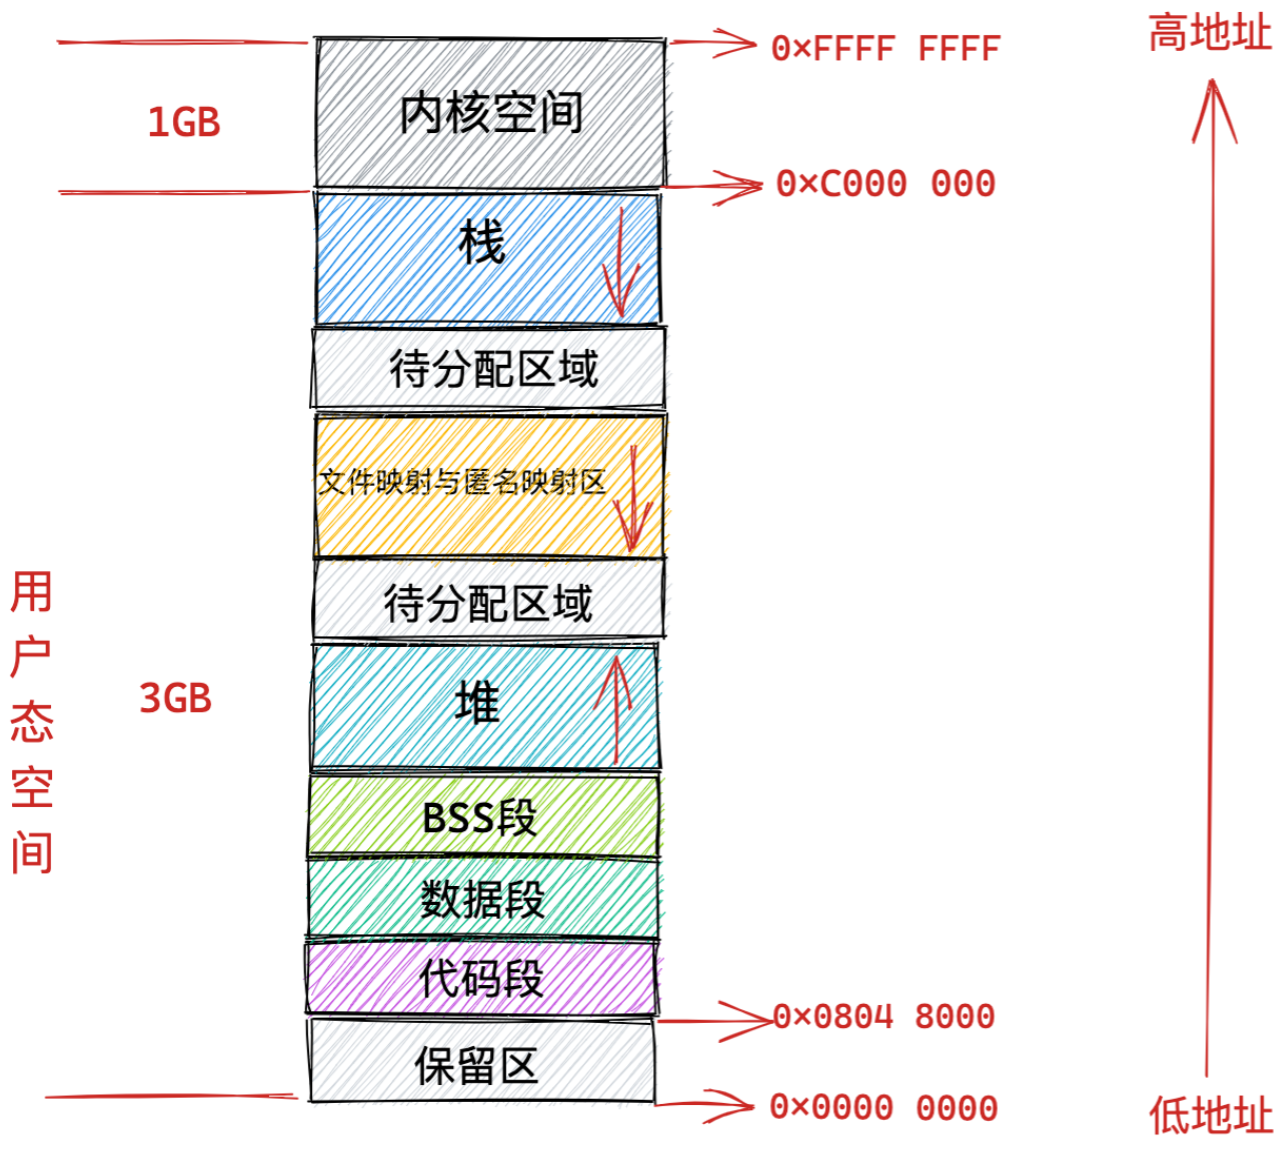 高地址
0×FFFF FFFF
内核空间
1GB
0×C000 000
栈
待分配区域
文件映射与匿名映射区
待分配区域
用户态空间
3GB
堆
BSS段
数据段
代码段
0×0804 8000
保留区
0×0000 0000
低地址